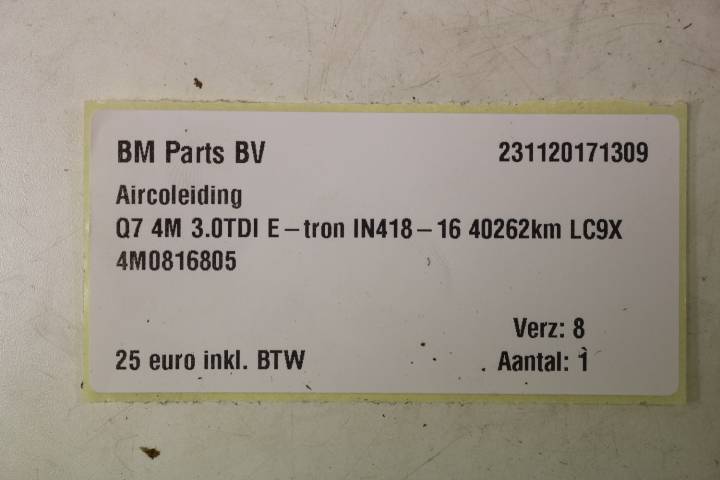 BM Parts BV 231120171309
Aircoleiding
Q7 4M 3.0TDI E-tron IN418-16 40262km LC9X
4M0816805
Verz: 8
25 euro inkl. BTW Aantal: 1